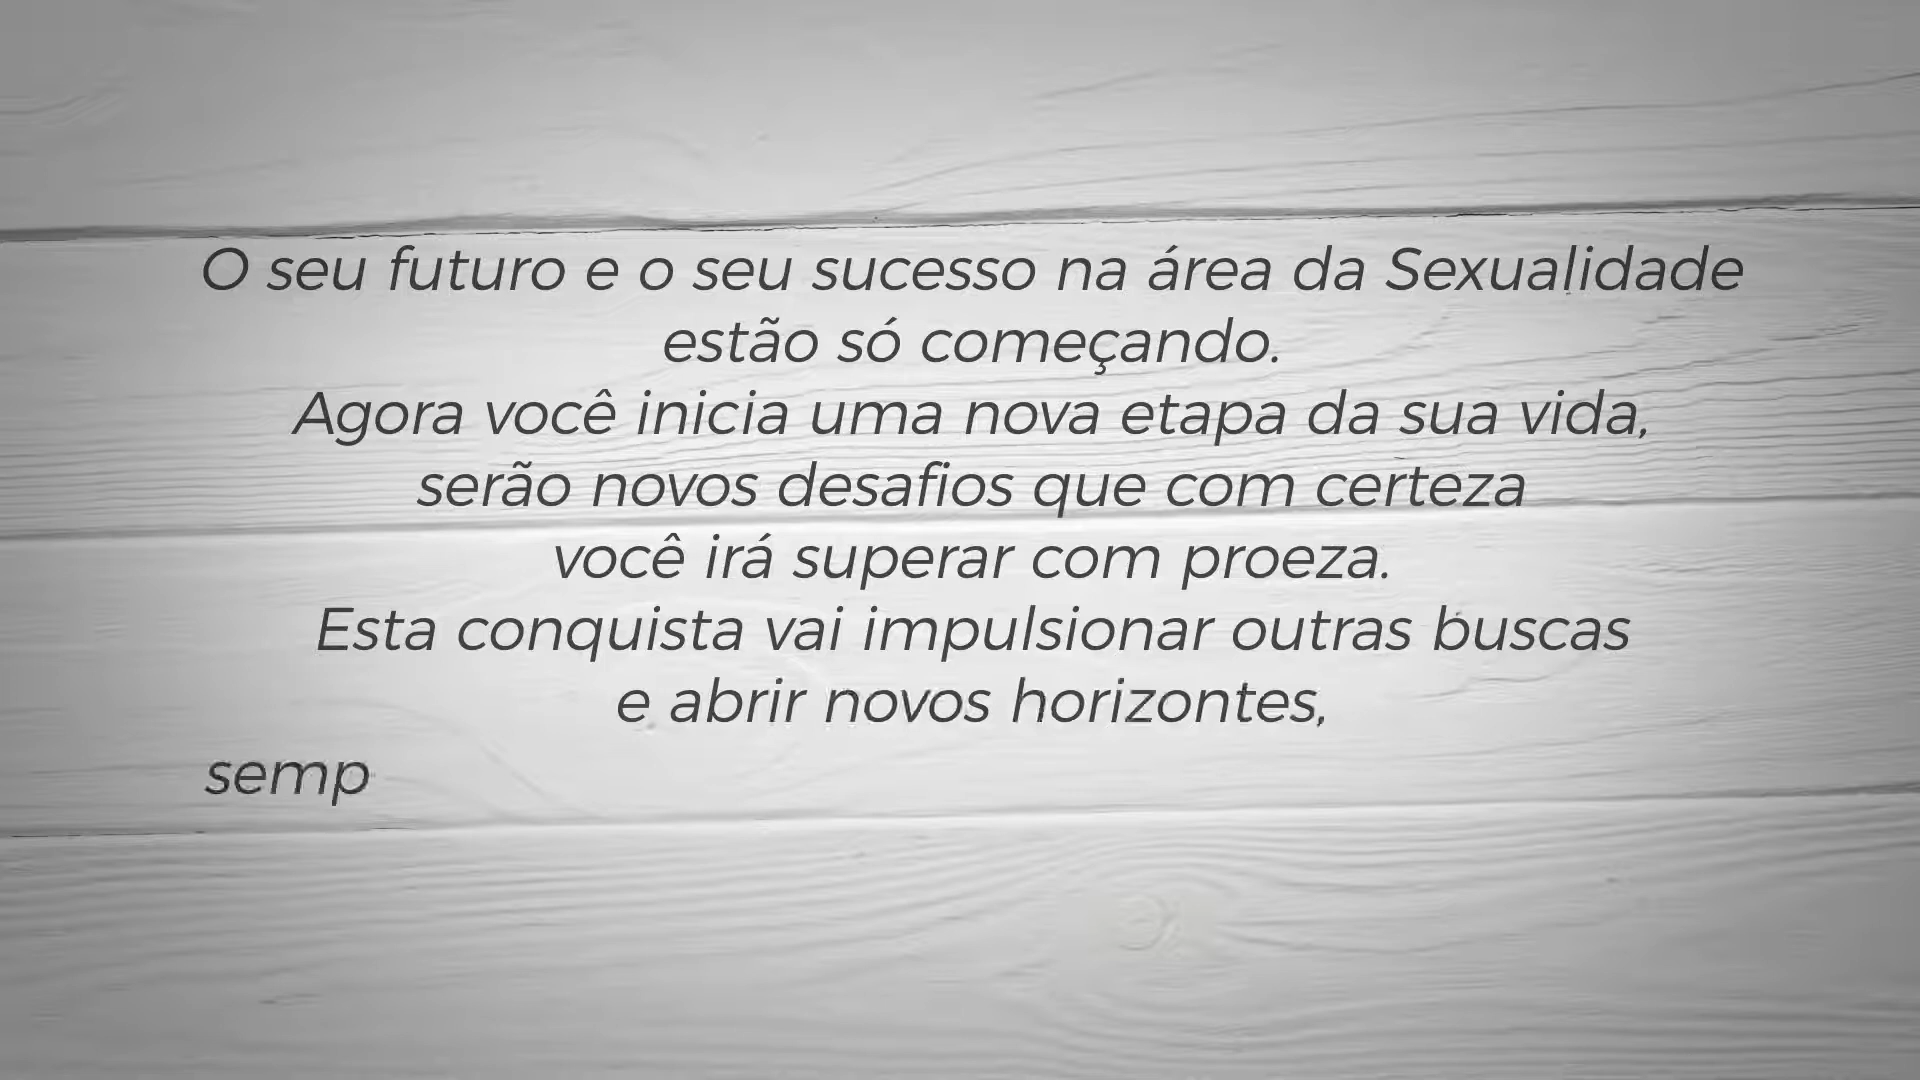 O seu futuro e o seu sucesso na área da Sexualidade
estão só começando.
Agora você inicia uma nova etapa da sua vida,
serão novos desafios que com certeza
você irá superar com proeza.
Esta conquista vai impulsionar outras buscas
e abrir novos horizontes,
semp